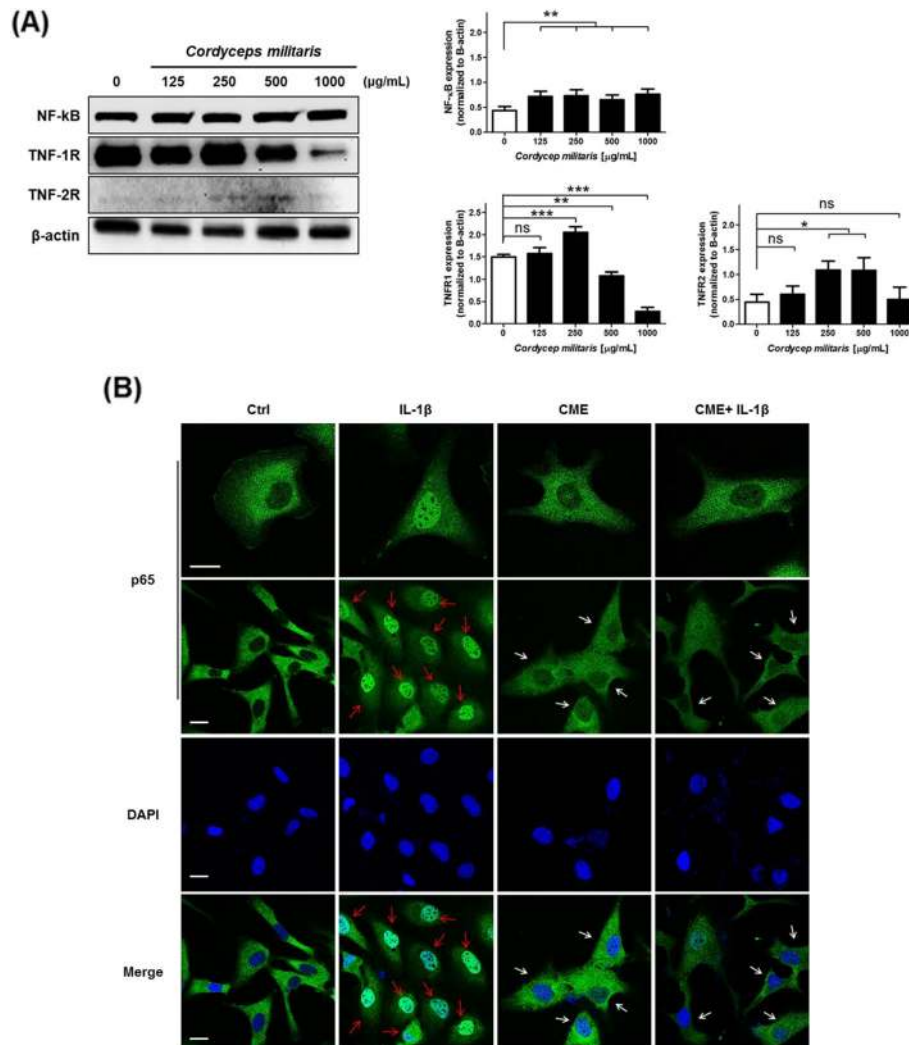 (A)
Cordyceps militaris
0 125 250 500 1000 (µg/mL)
NF-kB
TNF-1R
TNF-2R
β-actin
**
NF-κB expression
(normalized to B-actin)
2.0
1.5
1.0
0.5
0.0
0 125 250 500 1000
Cordycep militaris [µg/mL]
***
**
***
ns
TNFR1 expression
(normalized to B-actin)
2.5
2.0
1.5
1.0
0.5
0.0
0 125 250 500 1000
Cordycep militaris [µg/mL]
ns
*
ns
TNFR2 expression
(normalized to B-actin)
2.0
1.5
1.0
0.5
0.0
0 125 250 500 1000
Cordycep militaris [µg/mL]
(B)
Ctrl IL-1β CME CME+ IL-1β
p65
DAPI
Merge